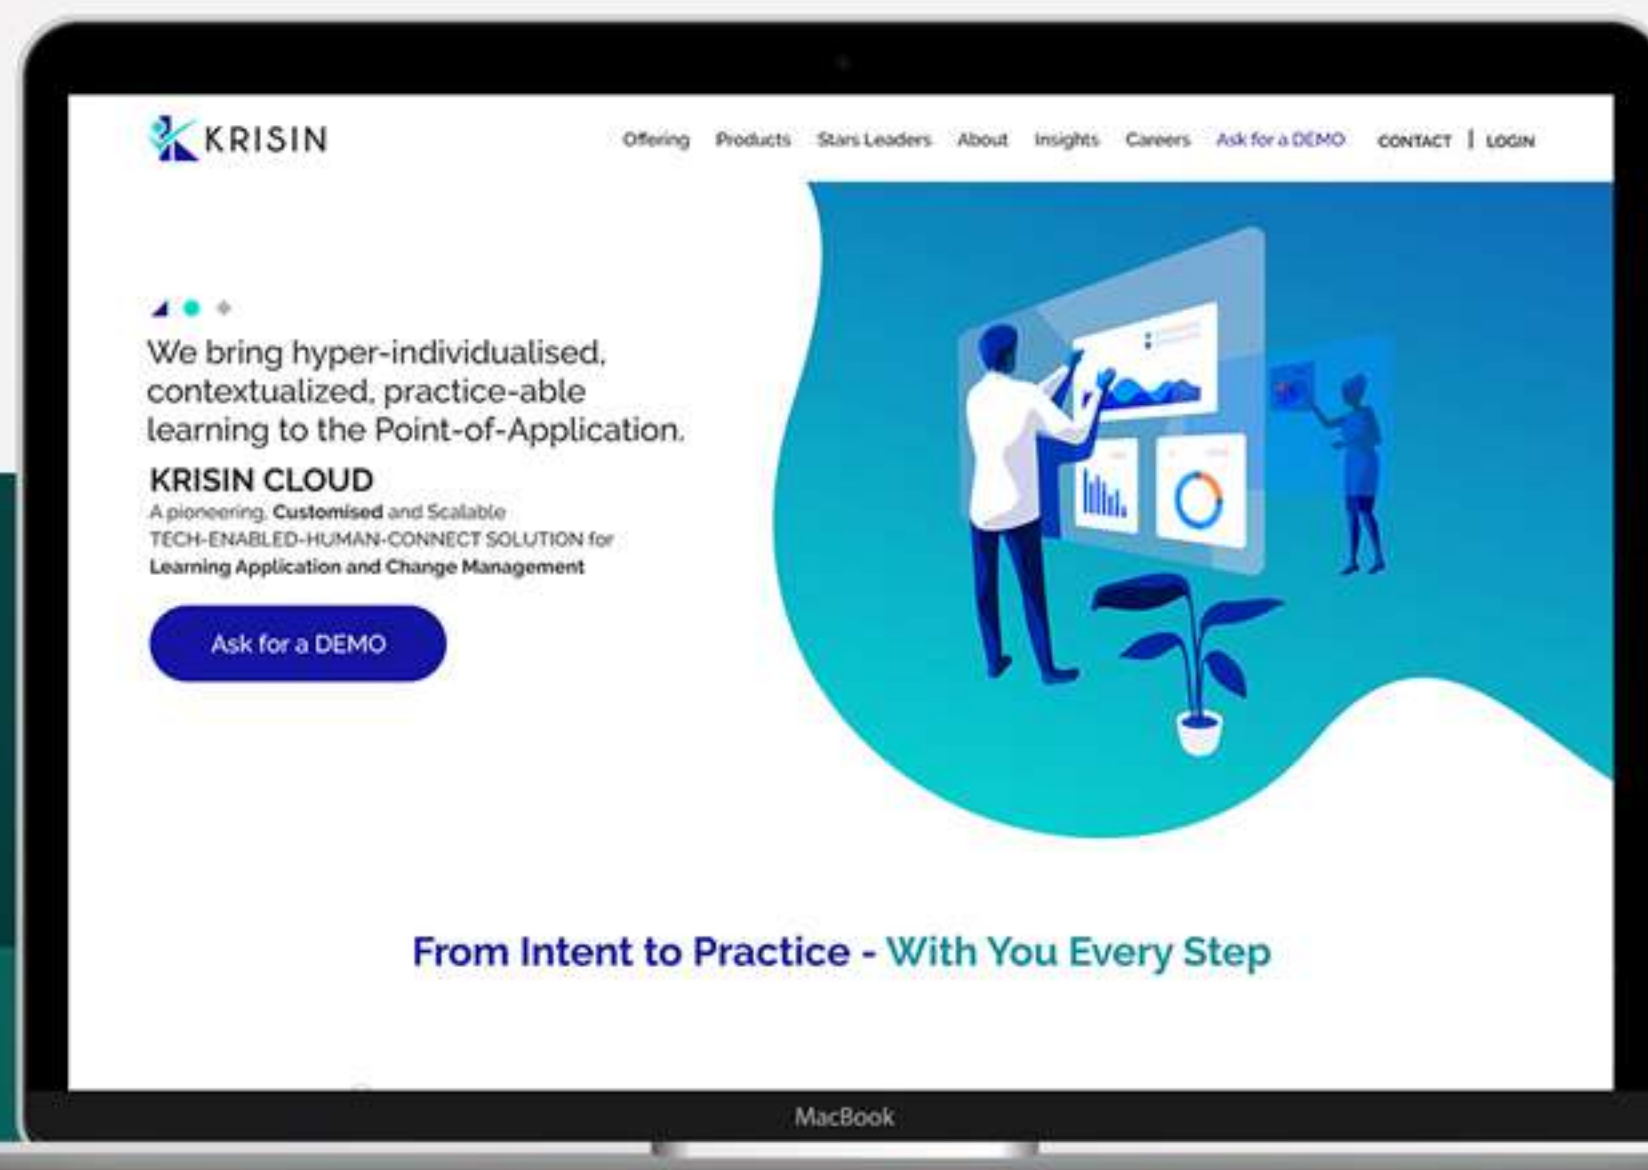 KRISIN
Offering Products Stars Leaders About Insights Careers Ask for a DEMO CONTACT | LOGIN
We bring hyper-individualised,
contextualized, practice-able
learning to the Point-of-Application.
KRISIN CLOUD
A pioneering, Customised and Scalable
TECH-ENABLED-HUMAN-CONNECT SOLUTION for
Learning Application and Change Management
Ask for a DEMO
From Intent to Practice - With You Every Step
MacBook